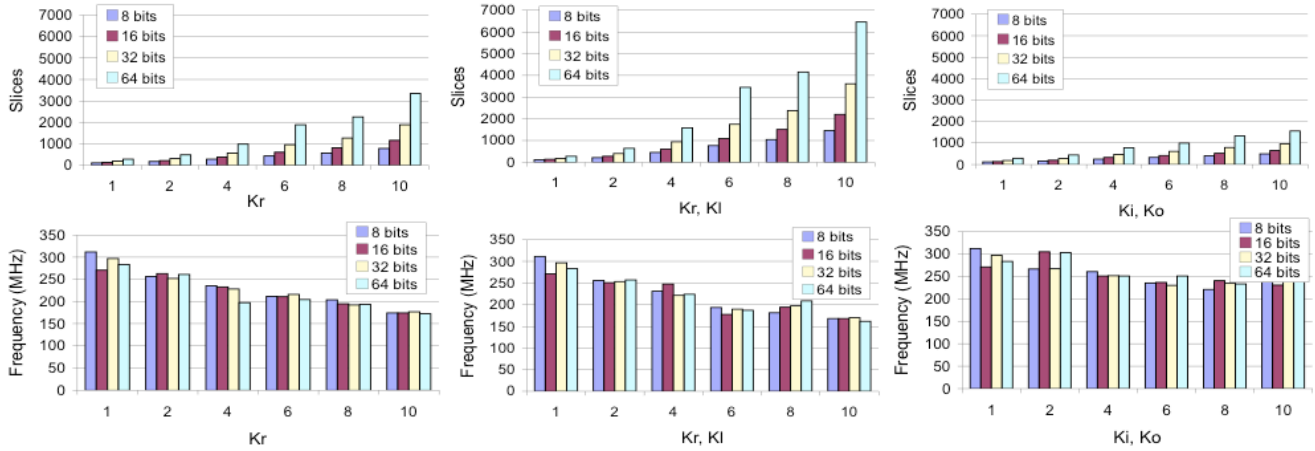 7000
6000
5000
4000
3000
2000
1000
0
Slices
8 bits
16 bits
32 bits
64 bits
1 2 4 6 8 10
Kr
7000
6000
5000
4000
3000
2000
1000
0
Slices
8 bits
16 bits
32 bits
64 bits
1 2 4 6 8 10
Kr, Kl
7000
6000
5000
4000
3000
2000
1000
0
Slices
8 bits
16 bits
32 bits
64 bits
1 2 4 6 8 10
Ki, Ko
350
300
250
200
150
100
50
0
Frequency (MHz)
8 bits
16 bits
32 bits
64 bits
1 2 4 6 8 10
Kr
350
300
250
200
150
100
50
0
Frequency (MHz)
8 bits
16 bits
32 bits
64 bits
1 2 4 6 8 10
Kr, Kl
350
300
250
200
150
100
50
0
Frequency (MHz)
8 bits
16 bits
32 bits
64 bits
1 2 4 6 8 10
Ki, Ko